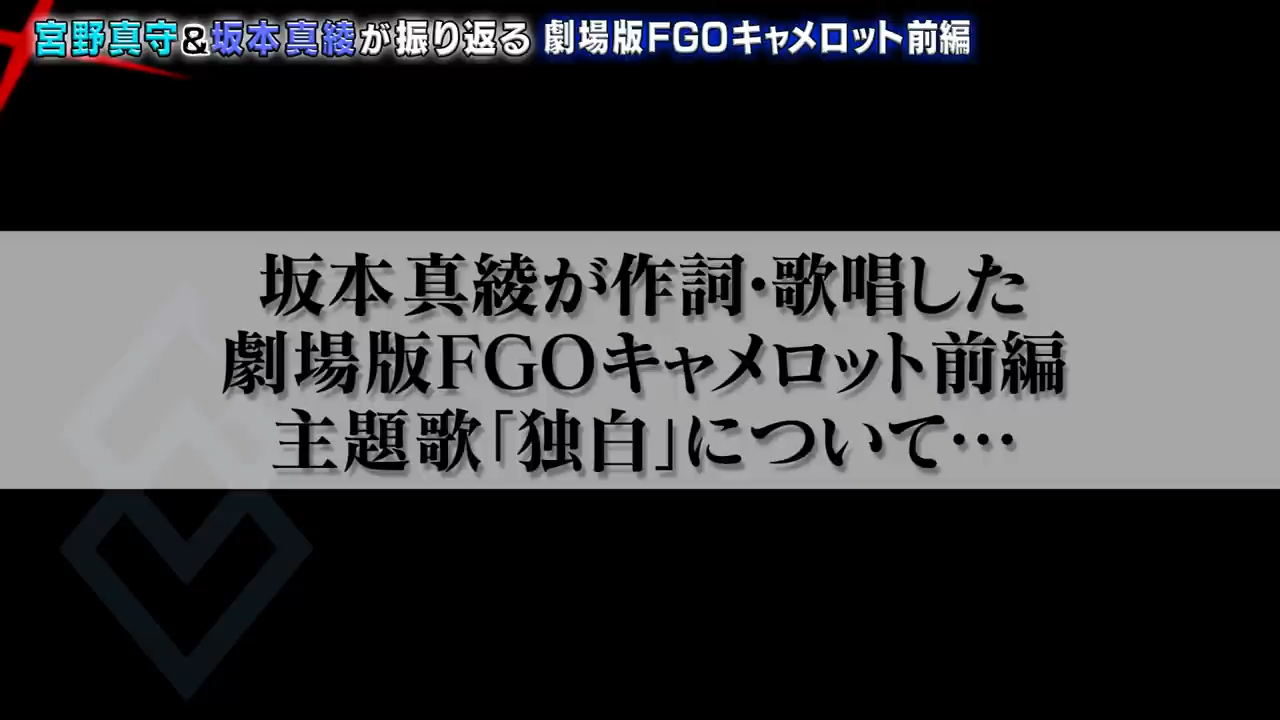 宮野真守&坂本真綾が振り返る 劇場版FGOキャメロット前編
坂本真綾が作詞・歌唱した
劇場版FGOキャメロット前編
主題歌「独白」について…